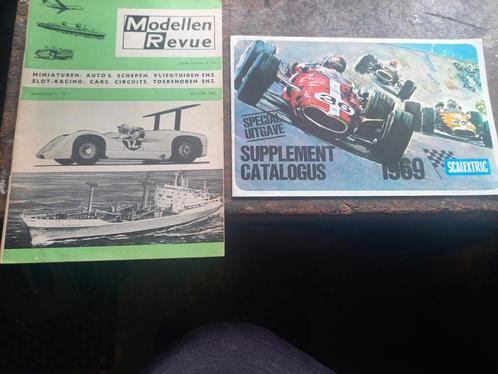 Modellen
Revue
MINIATUREN: AUTO'S, SCHEPEN, VLIEGTUIGEN ENZ.
SLOT-RACING: CARS, CIRCUITS, TOEBEHOREN ENZ.
SPECIALE
UITGAVE
SUPPLEMENT
CATALOGUS
1969
SCALEXTRIC